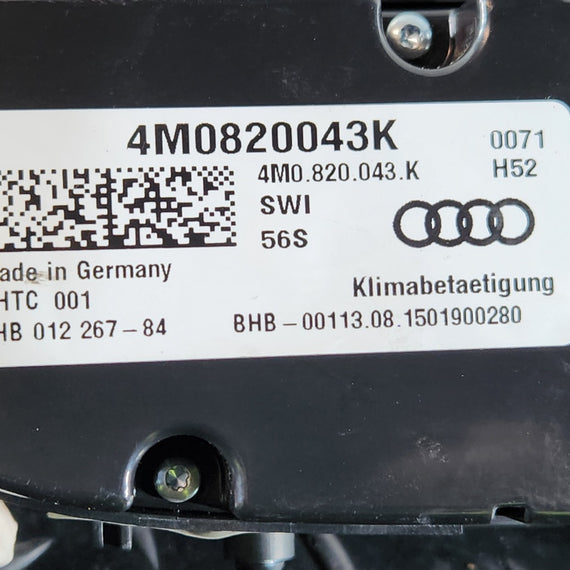 4M0820043K 0071
4M0.820.043.K H52
SWI
56S
ade in Germany
HTC 001 Klimabetaetigung
HB 012 267-84 BHB-00113.08.1501900280